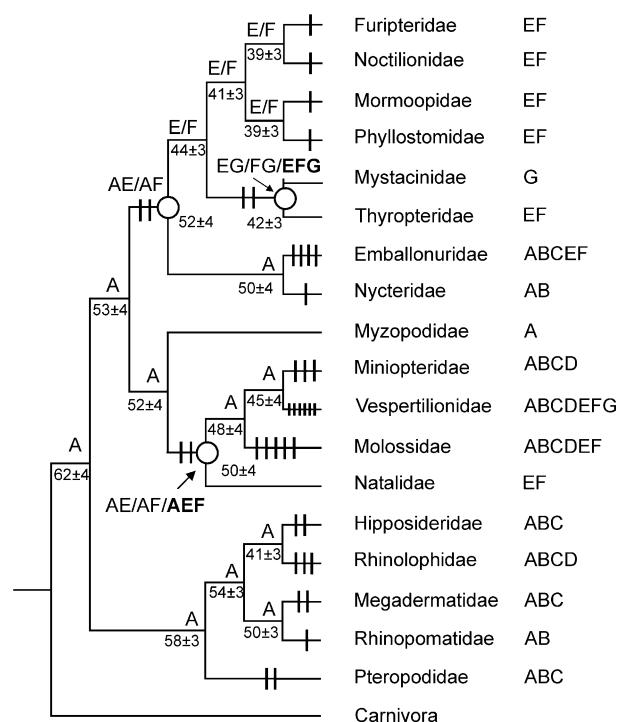 E/F
Furipteridae EF
39±3
Noctilionidae EF
E/F
41±3
E/F
Mormoopidae EF
39±3
E/F
Phyllostomidae EF
44±3
EG/FG/EFG
AE/AF
Mystacinidae G
52±4
42±3
Thyropteridae EF
Emballonuridae ABCEF
A
50±4
Nycteridae AB
A
53±4
Myzopodidae A
A
52±4
Miniopteridae ABCD
A
45±4
Vespertilionidae ABCDEFG
A
48±4
Molossidae ABCDEF
A
62±4
50±4
Natalidae EF
AE/AF/AEF
Hipposideridae ABC
A
41±3
Rhinolophidae ABCD
A
54±3
Megadermatidae ABC
A
50±3
Rhinopomatidae AB
A
58±3
Pteropodidae ABC
Carnivora